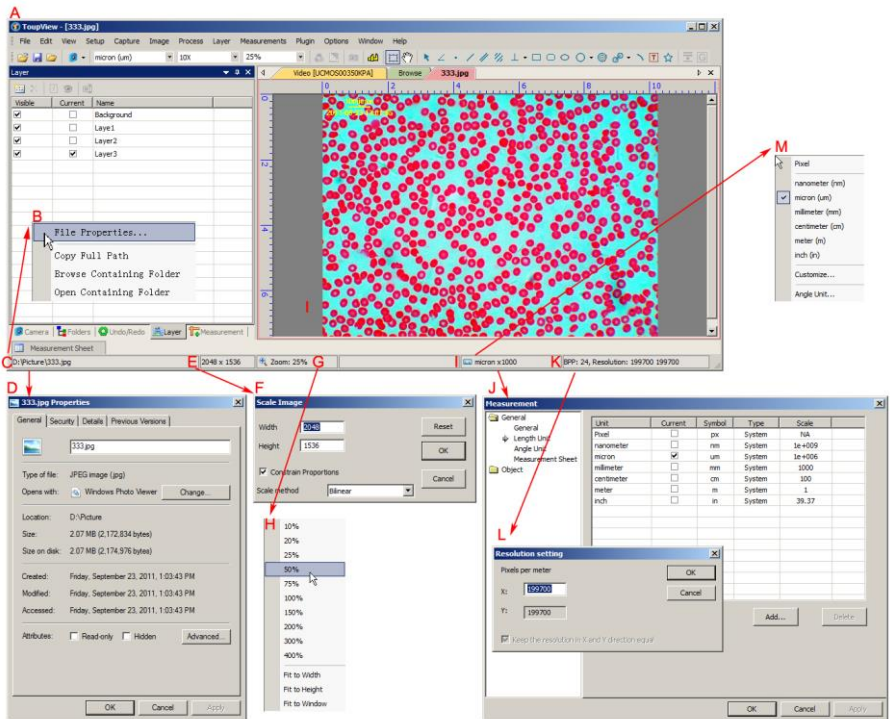 A
ToupView - [333.jpg]
File Edit View Setup Capture Image Process Layer Measurements Plugin Options Window Help
micron (um) 10X 25%
Layer
Video [UCMOS00350KPA] Browse 333.jpg
0 2 4 6 8 10
Visible Current Name
Background
Laye1
Layer2
Layer3
0
2
4
6
B
File Properties...
Copy Full Path
Browse Containing Folder
Open Containing Folder
I
Camera Folders Undo/Redo Layer Measurement
Measurement Sheet
C E G I K
D:\Picture\333.jpg 2048 x 1536 Zoom: 25% micron x1000 BPP: 24, Resolution: 199700 199700
M
Pixel
nanometer (nm)
micron (um)
millimeter (mm)
centimeter (cm)
meter (m)
inch (in)
Customize...
Angle Unit...
D
333.jpg Properties
General Security Details Previous Versions
333.jpg
Type of file: JPEG image (jpg)
Opens with: Windows Photo Viewer Change...
Location: D:\Picture
Size: 2.07 MB (2,172,834 bytes)
Size on disk: 2.07 MB (2,174,976 bytes)
Created: Friday, September 23, 2011, 1:03:43 PM
Modified: Friday, September 23, 2011, 1:03:43 PM
Accessed: Friday, September 23, 2011, 1:03:43 PM
Attributes: Read-only Hidden Advanced...
OK Cancel Apply
F
Scale Image
Width 2048 Reset
Height 1536 OK
Constrain Proportions Cancel
Scale method Bilinear
H
10%
20%
25%
50%
75%
100%
150%
200%
300%
400%
Fit to Width
Fit to Height
Fit to Window
J
Measurement
General
General
Length Unit
Angle Unit
Measurement Sheet
Object
Unit Current Symbol Type Scale
Pixel px System NA
nanometer nm System 1e+009
micron um System 1e+006
millimeter mm System 1000
centimeter cm System 100
meter m System 1
inch in System 39.37
Add... Delete
OK Cancel Apply
L
Resolution setting
Pixels per meter OK
X: 199700 Cancel
Y: 199700
Keep the resolution in X and Y direction equal